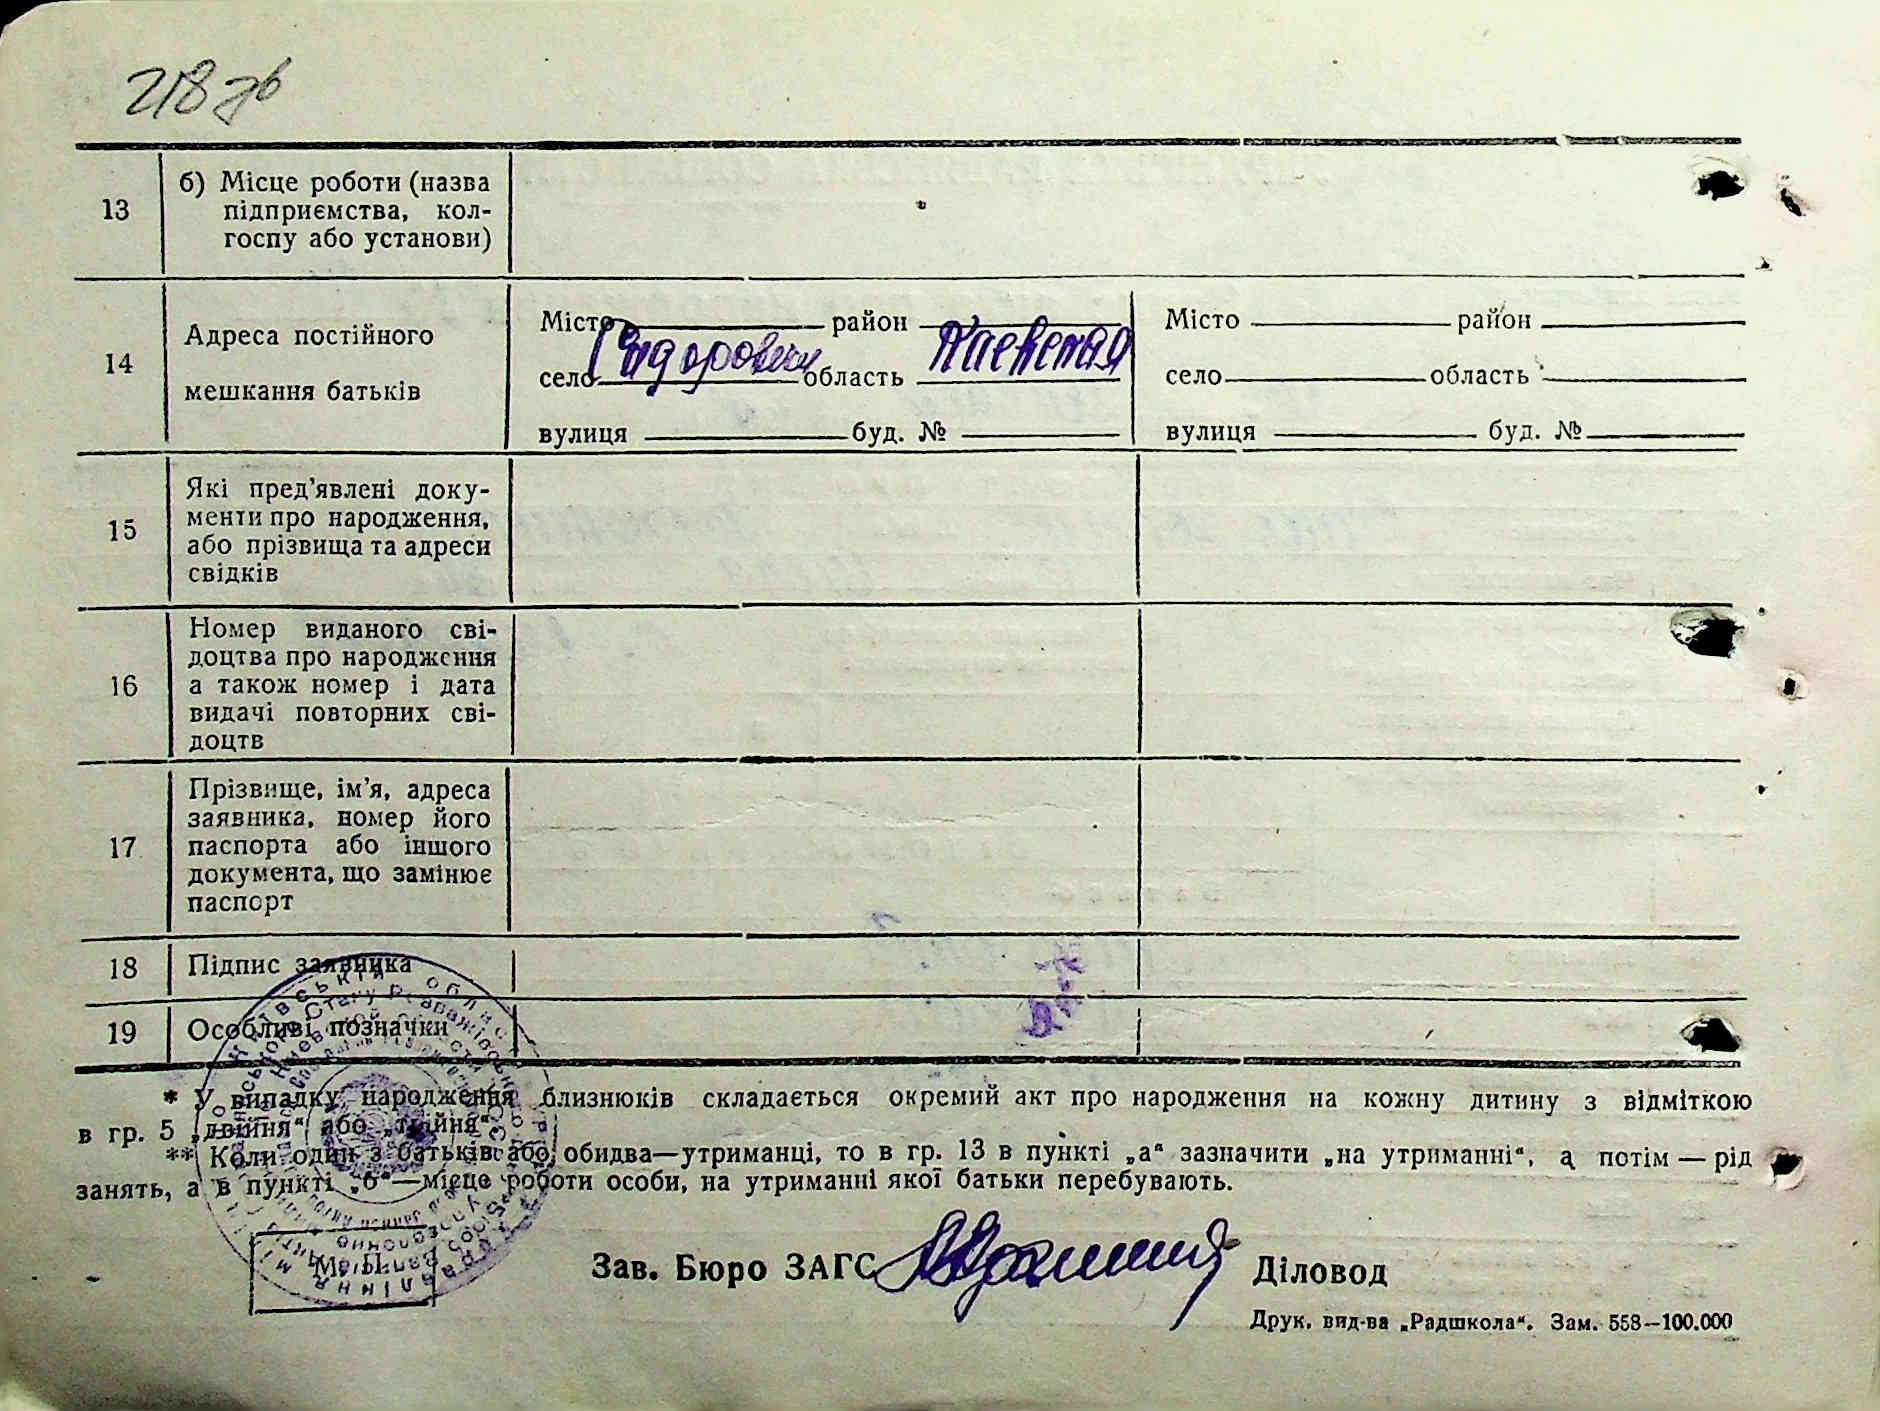 218 зв
13
б) Місце роботи (назва
підприємства, кол-
госпу або установи)
14
Адреса постійного
мешкання батьків
Місто район
село Сидоровичи область Киевская
вулиця буд. №
Місто район
село область
вулиця буд. №
15
Які пред'явлені доку-
менти про народження,
або прізвища та адреси
свідків
16
Номер виданого сві-
доцтва про народження
а також номер і дата
видачі повторних сві-
доцтв
17
Прізвище, ім'я, адреса
заявника, номер його
паспорта або іншого
документа, що замінює
паспорт
18
Підпис заявника
19
Особливі позначки
* У випадку народження близнюків складається окремий акт про народження на кожну дитину з відміткою
в гр. 5 „двійня“ або „трійня“.
** Коли один з батьків або обидва—утриманці, то в гр. 13 в пункті „а“ зазначити „на утриманні“, а потім — рід
занять, а в пункті „б“—місце роботи особи, на утриманні якої батьки перебувають.
М. П.
Зав. Бюро ЗАГС
Діловод
Друк. вид-ва „Радшкола“. Зам. 558—100.000